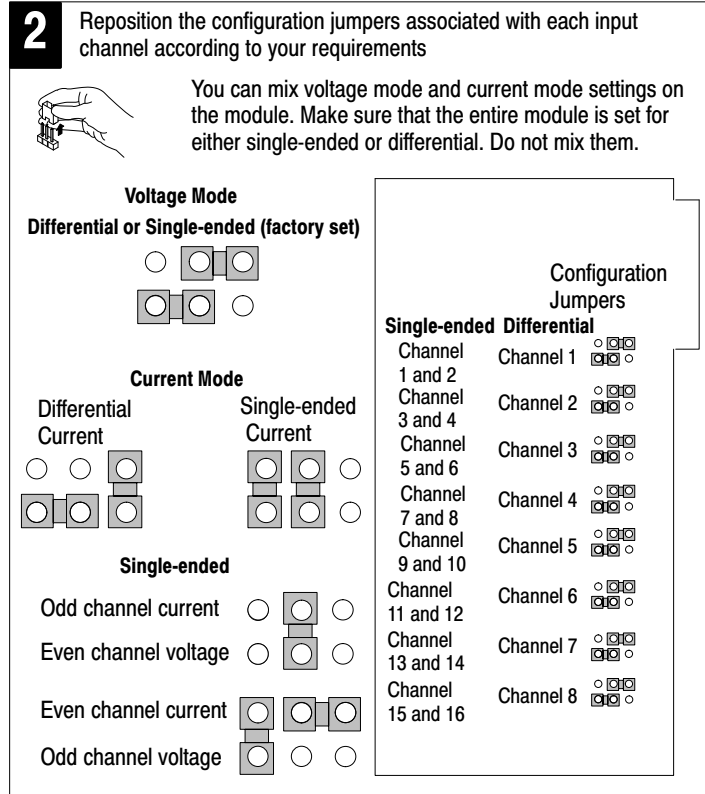 2
Reposition the configuration jumpers associated with each input
channel according to your requirements
You can mix voltage mode and current mode settings on
the module. Make sure that the entire module is set for
either single-ended or differential. Do not mix them.
Voltage Mode
Differential or Single-ended (factory set)
Current Mode
Differential
Current
Single-ended
Current
Single-ended
Odd channel current
Even channel voltage
Even channel current
Odd channel voltage
Configuration
Jumpers
Single-ended Differential
Channel
1 and 2
Channel 1
Channel
3 and 4
Channel 2
Channel
5 and 6
Channel 3
Channel
7 and 8
Channel 4
Channel
9 and 10
Channel 5
Channel
11 and 12
Channel 6
Channel
13 and 14
Channel 7
Channel
15 and 16
Channel 8